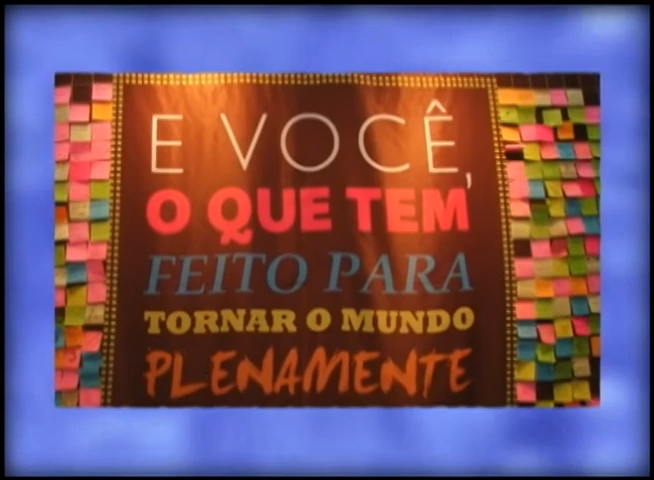 E VOCÊ,
O QUE TEM
FEITO PARA
TORNAR O MUNDO
PLENAMENTE